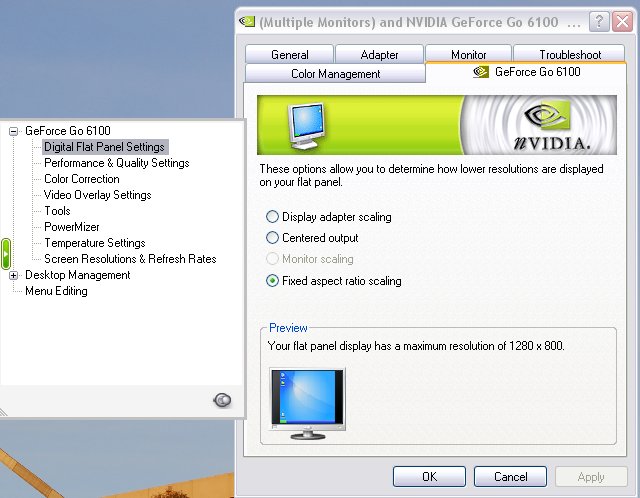 (Multiple Monitors) and NVIDIA GeForce Go 6100 ...
General
Adapter
Monitor
Troubleshoot
Color Management
GeForce Go 6100
GeForce Go 6100
Digital Flat Panel Settings
Performance & Quality Settings
Color Correction
Video Overlay Settings
Tools
PowerMizer
Temperature Settings
Screen Resolutions & Refresh Rates
Desktop Management
Menu Editing
nVIDIA.
These options allow you to determine how lower resolutions are displayed
on your flat panel.
Display adapter scaling
Centered output
Monitor scaling
Fixed aspect ratio scaling
Preview
Your flat panel display has a maximum resolution of 1280 x 800.
OK
Cancel
Apply